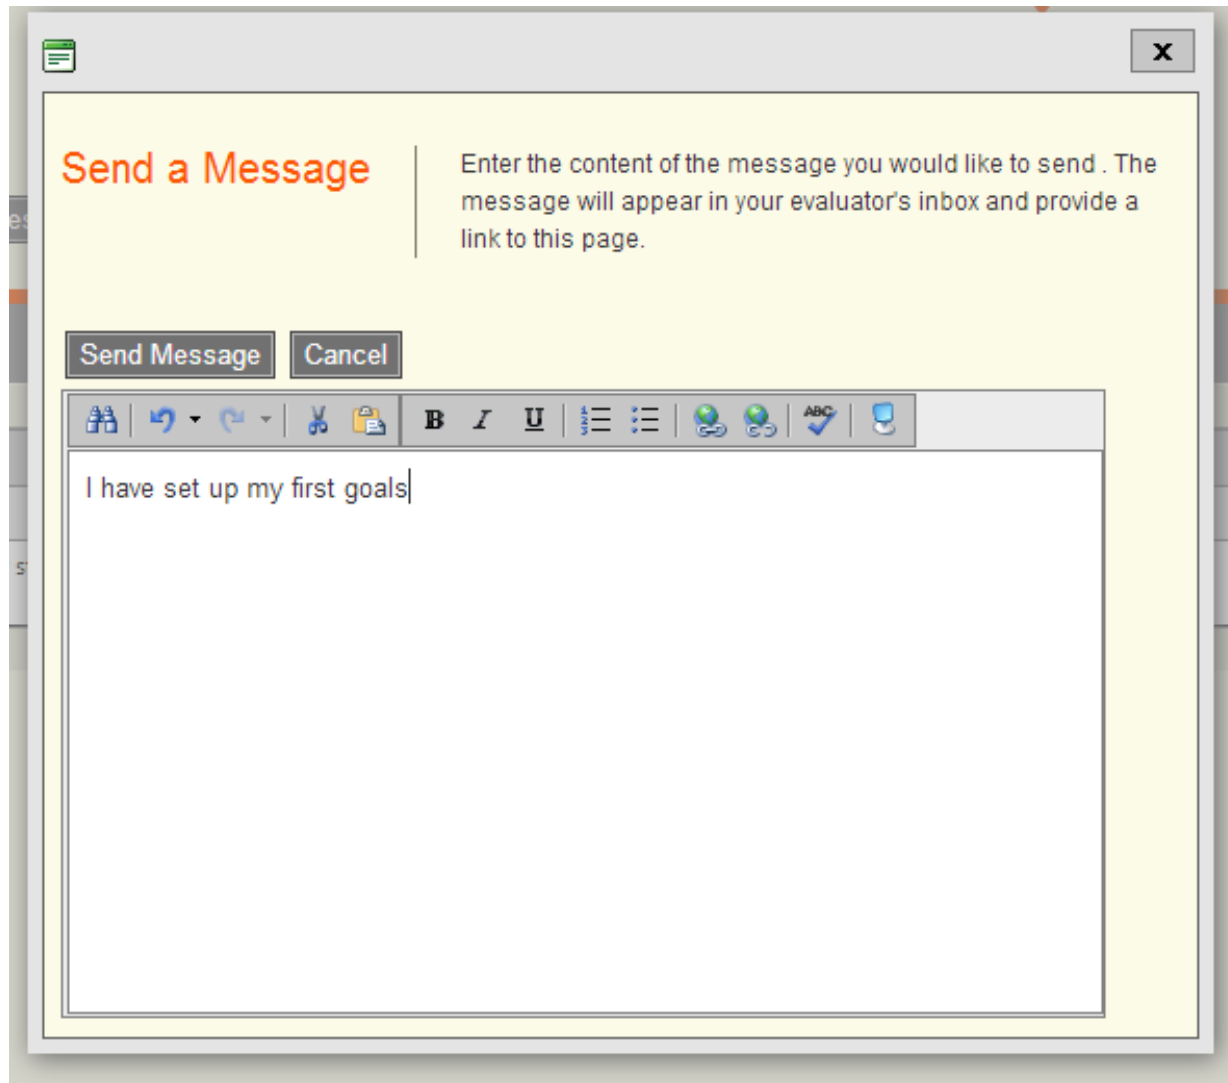 x
Send a Message
Enter the content of the message you would like to send . The
message will appear in your evaluator's inbox and provide a
link to this page.
Send Message Cancel
B I U ABC
I have set up my first goals